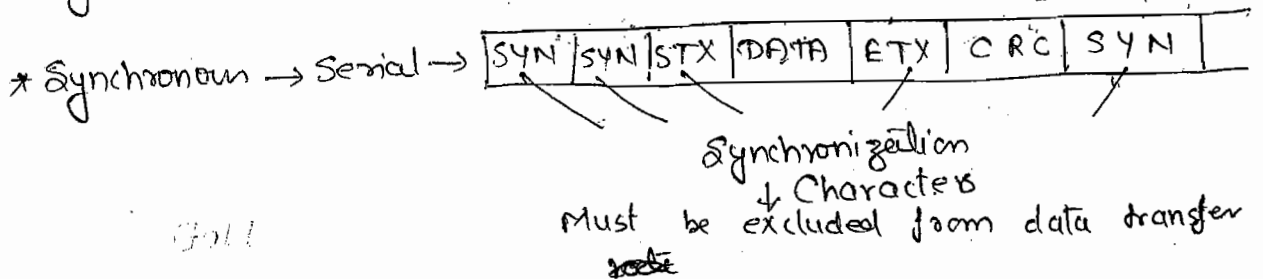 * Synchronous → Serial → |SYN|SYN|STX|DATA|ETX|CRC|SYN|
Synchronization
↓ Characters
Must be excluded from data transfer